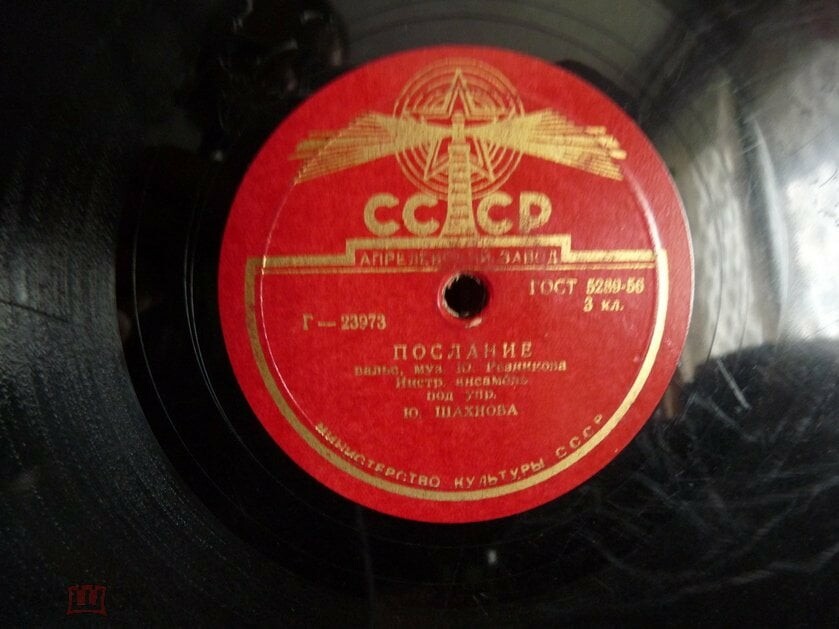 СССР
АПРЕЛЕВСКИЙ ЗАВОД
ГОСТ 5289-56
3 кл.
Г — 23973
ПОСЛАНИЕ
вальс, муз. Ю. Резникова
Инстр. ансамбль
под упр.
Ю. ШАХНОВА
МИНИСТЕРСТВО КУЛЬТУРЫ СССР